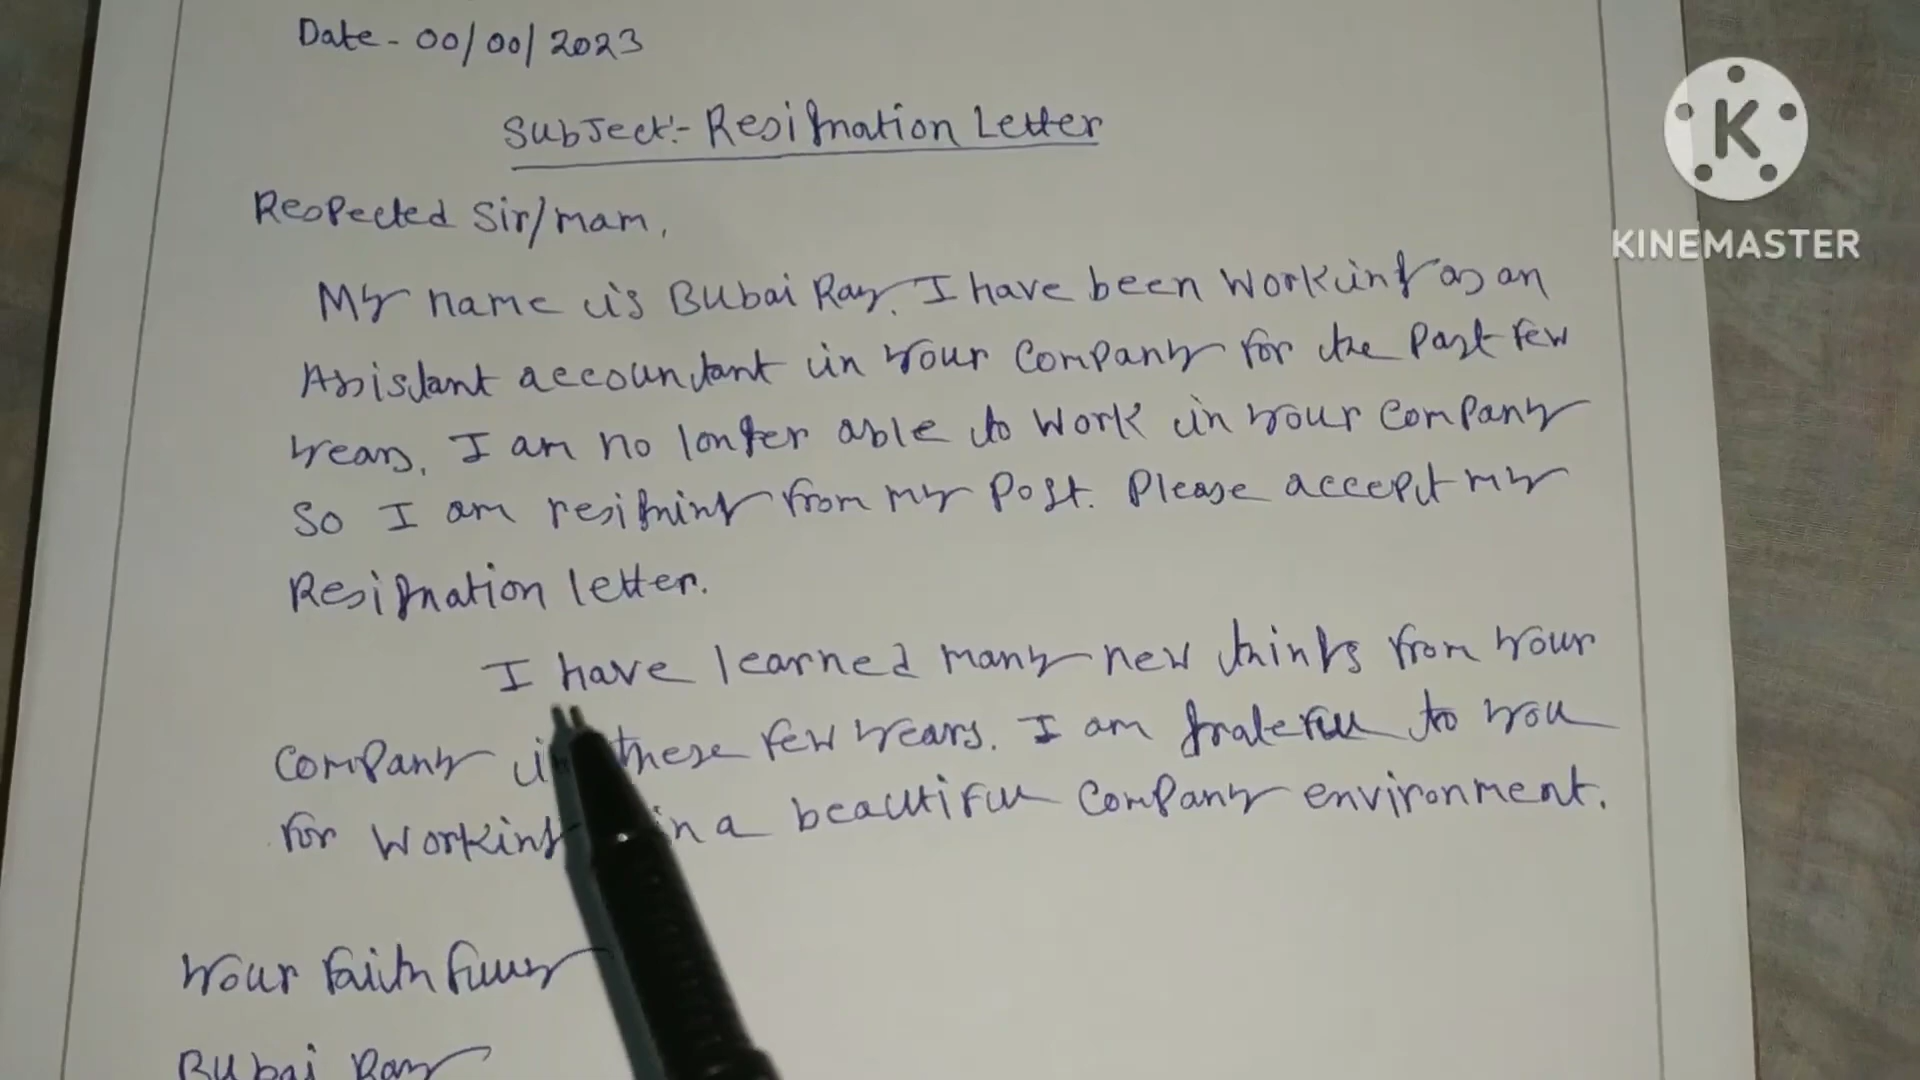 Date - 00/00/2023
Subject:- Resignation Letter
Respected Sir/mam,
My name is Bubai Ray. I have been working as an
Assistant accountant in your company for the past few
years. I am no longer able to work in your company
So I am resigning from my post. Please accept my
Resignation letter.
I have learned many new things from your
company in these few years. I am grateful to you
for working in a beautiful company environment.
Your faithfully
Bubai Ray
K
KINEMASTER